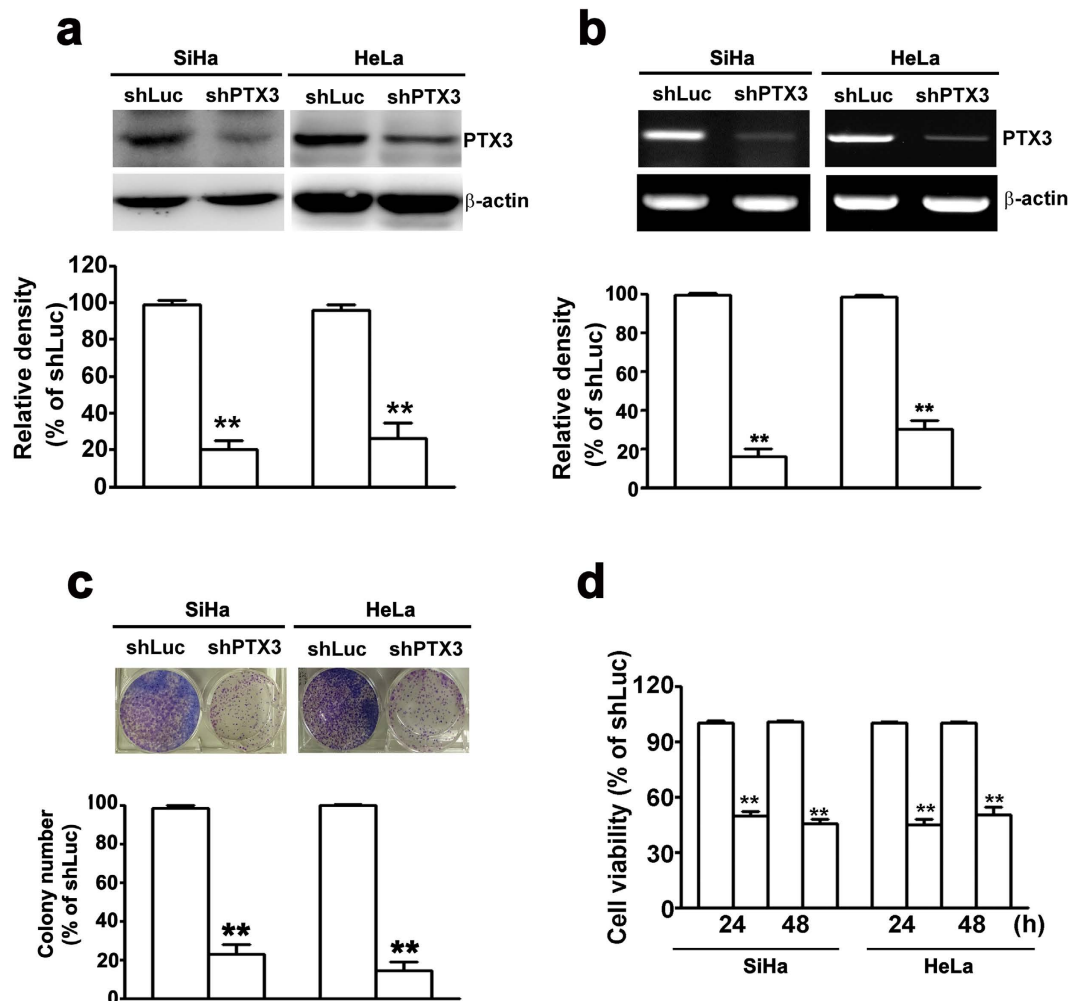 a
SiHa HeLa
shLuc shPTX3 shLuc shPTX3
PTX3
β-actin
Relative density
(% of shLuc)
120
100
80
60
40
20
0
** **
b
SiHa HeLa
shLuc shPTX3 shLuc shPTX3
PTX3
β-actin
Relative density
(% of shLuc)
100
80
60
40
20
0
** **
c
SiHa HeLa
shLuc shPTX3 shLuc shPTX3
Colony number
(% of shLuc)
100
80
60
40
20
0
** **
d
Cell viability (% of shLuc)
120
90
60
30
0
** ** ** **
24 48 24 48 (h)
SiHa HeLa